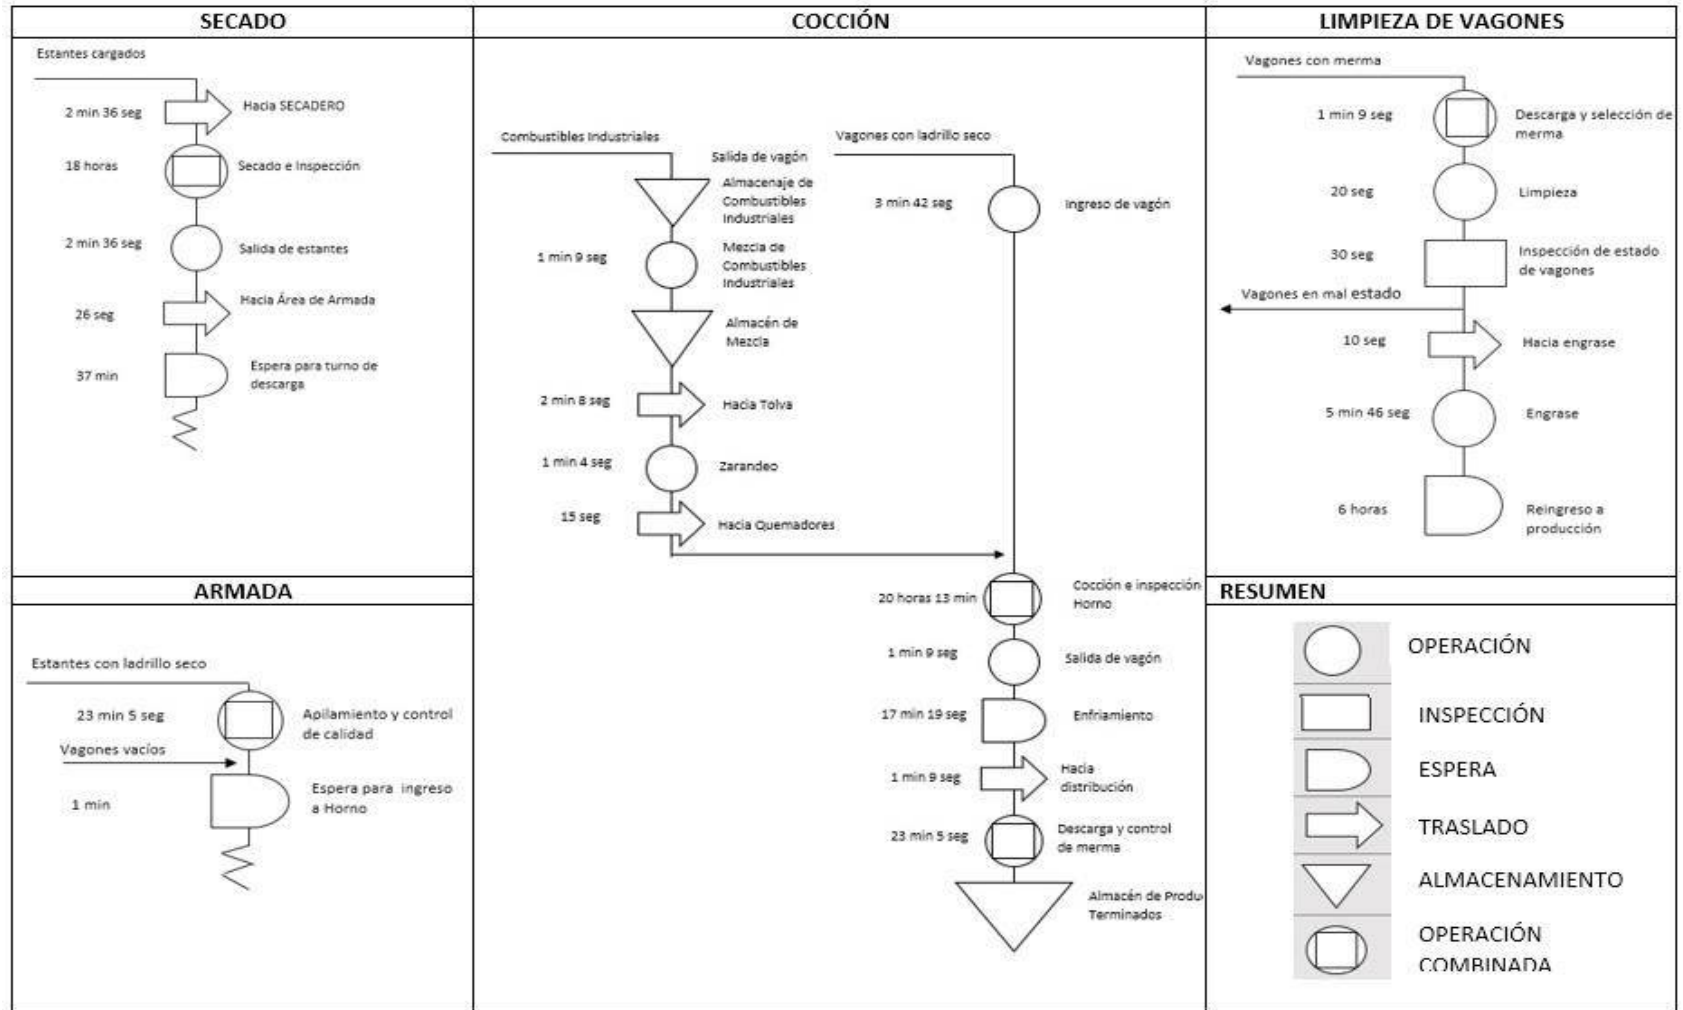 SECADO
Estantes cargados
2 min 36 seg
Hacia SECADERO
18 horas
Secado e Inspección
2 min 36 seg
Salida de estantes
26 seg
Hacia Área de Armada
37 min
Espera para turno de
descarga
ARMADA
Estantes con ladrillo seco
23 min 5 seg
Apilamiento y control
de calidad
Vagones vacíos
1 min
Espera para ingreso
a Horno
COCCIÓN
Combustibles Industriales
Salida de vagón
Almacenaje de
Combustibles
Industriales
1 min 9 seg
Mezcla de
Combustibles
Industriales
Almacén de
Mezcla
2 min 8 seg
Hacia Tolva
1 min 4 seg
Zarandeo
15 seg
Hacia Quemadores
Vagones con ladrillo seco
3 min 42 seg
Ingreso de vagón
20 horas 13 min
Cocción e inspección
Horno
1 min 9 seg
Salida de vagón
17 min 19 seg
Enfriamiento
1 min 9 seg
Hacia
distribución
23 min 5 seg
Descarga y control
de merma
Almacén de Produ
Terminados
LIMPIEZA DE VAGONES
Vagones con merma
1 min 9 seg
Descarga y selección de
merma
20 seg
Limpieza
30 seg
Inspección de estado
de vagones
Vagones en mal estado
10 seg
Hacia engrase
5 min 46 seg
Engrase
6 horas
Reingreso a
producción
RESUMEN
OPERACIÓN
INSPECCIÓN
ESPERA
TRASLADO
ALMACENAMIENTO
OPERACIÓN
COMBINADA